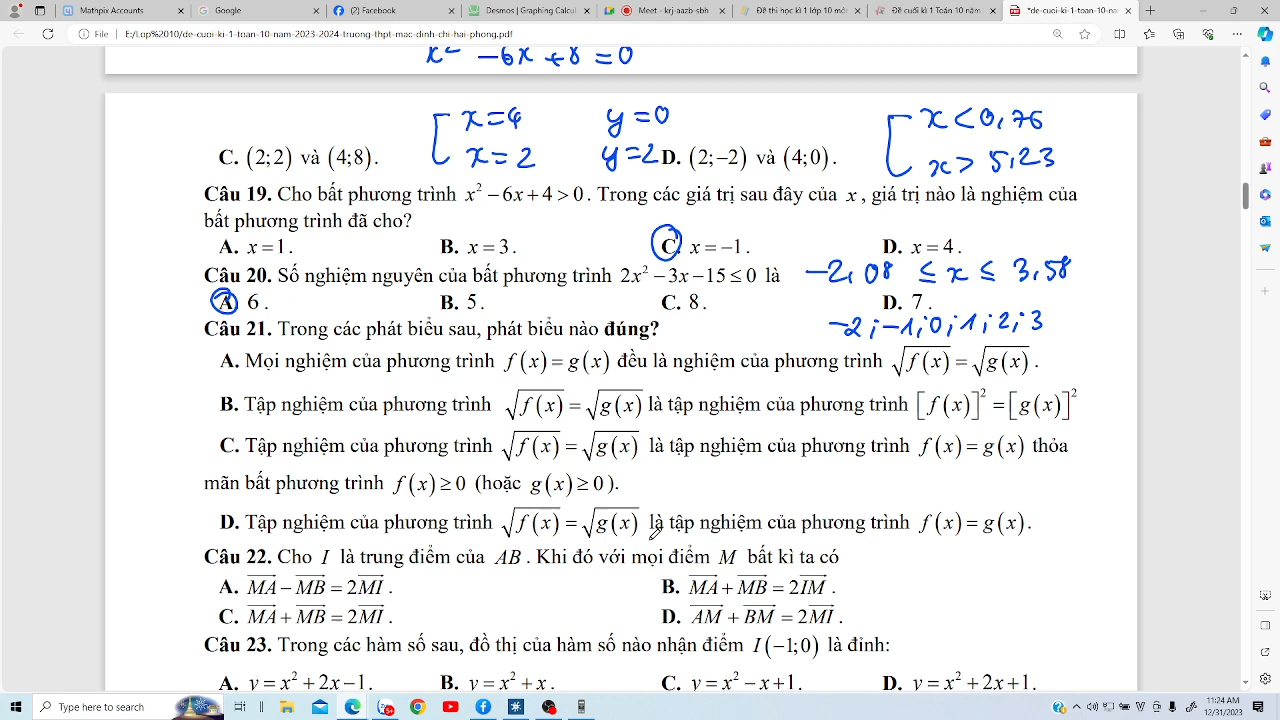 Mathpix Accounts
Google
(2) Facebook
Desmos | Graphing Calcu
Meet - krj-aazb-sbh
Đề thi học kì 1 lớp 10 môn
Đề cuối kì 1 Toán 10 năm
*de-cuoi-ki-1-toan-10-nam
File E:/Lop%2010/de-cuoi-ki-1-toan-10-nam-2023-2024-truong-thpt-mac-dinh-chi-hai-phong.pdf
x² − 6x + 8 = 0
x = 4 y = 0 x < 0,76
x = 2 y = 2 x > 5,23
C. (2;2) và (4;8). D. (2;−2) và (4;0).
Câu 19. Cho bất phương trình x² − 6x + 4 > 0. Trong các giá trị sau đây của x, giá trị nào là nghiệm của
bất phương trình đã cho?
A. x = 1. B. x = 3. C. x = −1. D. x = 4.
Câu 20. Số nghiệm nguyên của bất phương trình 2x² − 3x − 15 ≤ 0 là −2,08 ≤ x ≤ 3,58
A. 6. B. 5. C. 8. D. 7.
Câu 21. Trong các phát biểu sau, phát biểu nào đúng? −2; −1; 0; 1; 2; 3
A. Mọi nghiệm của phương trình f(x) = g(x) đều là nghiệm của phương trình √f(x) = √g(x).
B. Tập nghiệm của phương trình √f(x) = √g(x) là tập nghiệm của phương trình [f(x)]² = [g(x)]²
C. Tập nghiệm của phương trình √f(x) = √g(x) là tập nghiệm của phương trình f(x) = g(x) thỏa
mãn bất phương trình f(x) ≥ 0 (hoặc g(x) ≥ 0).
D. Tập nghiệm của phương trình √f(x) = √g(x) là tập nghiệm của phương trình f(x) = g(x).
Câu 22. Cho I là trung điểm của AB. Khi đó với mọi điểm M bất kì ta có
A. MA⃗ − MB⃗ = 2MI⃗. B. MA⃗ + MB⃗ = 2IM⃗.
C. MA⃗ + MB⃗ = 2MI⃗. D. AM⃗ + BM⃗ = 2MI⃗.
Câu 23. Trong các hàm số sau, đồ thị của hàm số nào nhận điểm I(−1;0) là đỉnh:
A. y = x² + 2x − 1. B. y = x² + x. C. y = x² − x + 1. D. y = x² + 2x + 1.
Type here to search
11:24 AM
12/31/2023